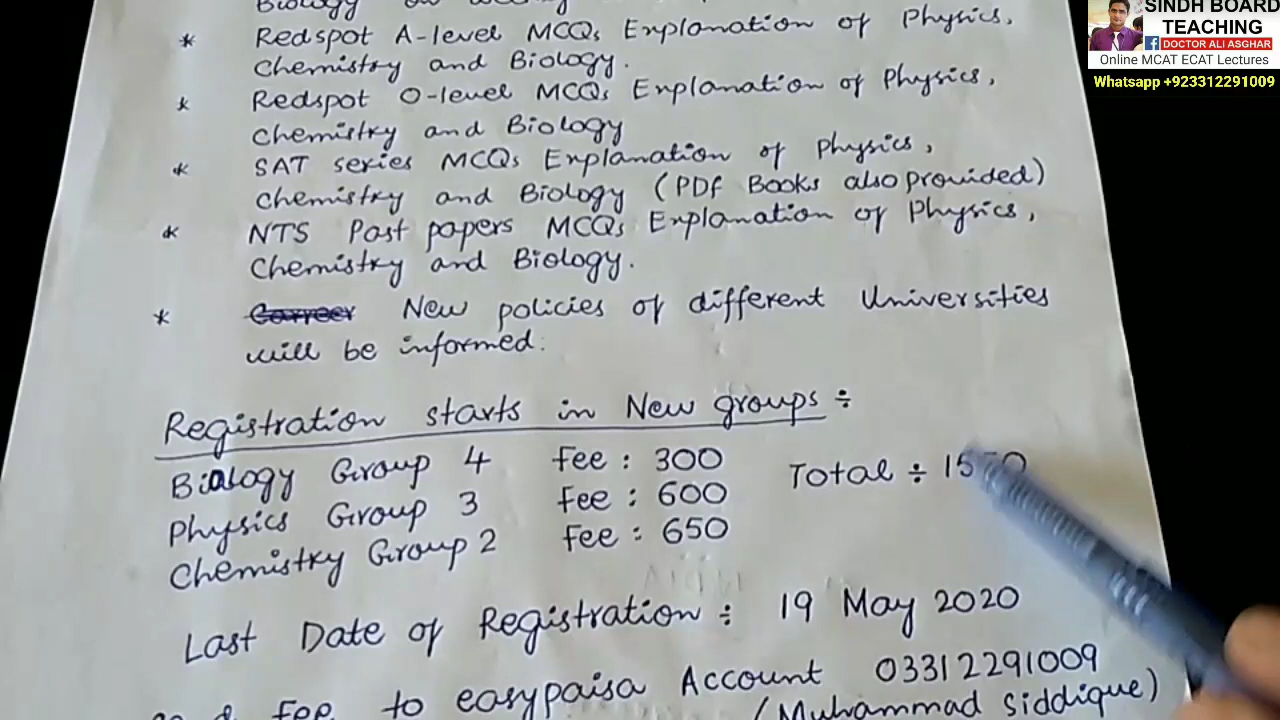 Biology
* Redspot A-level MCQs Explanation of Physics,
Chemistry and Biology.
* Redspot O-level MCQs Explanation of Physics,
Chemistry and Biology
* SAT series MCQs Explanation of Physics,
Chemistry and Biology (PDF Books also provided)
* NTS Past papers MCQs Explanation of Physics,
Chemistry and Biology.
* Carreer New policies of different Universities
will be informed.
Registration starts in New groups ÷
Biology Group 4 Fee : 300 Total ÷ 1550
Physics Group 3 Fee : 600
Chemistry Group 2 Fee : 650
Last Date of Registration ÷ 19 May 2020
Fee to easypaisa Account 03312291009
(Muhammad Siddique)
SINDH BOARD
TEACHING
f DOCTOR ALI ASGHAR
Online MCAT ECAT Lectures
Whatsapp +923312291009